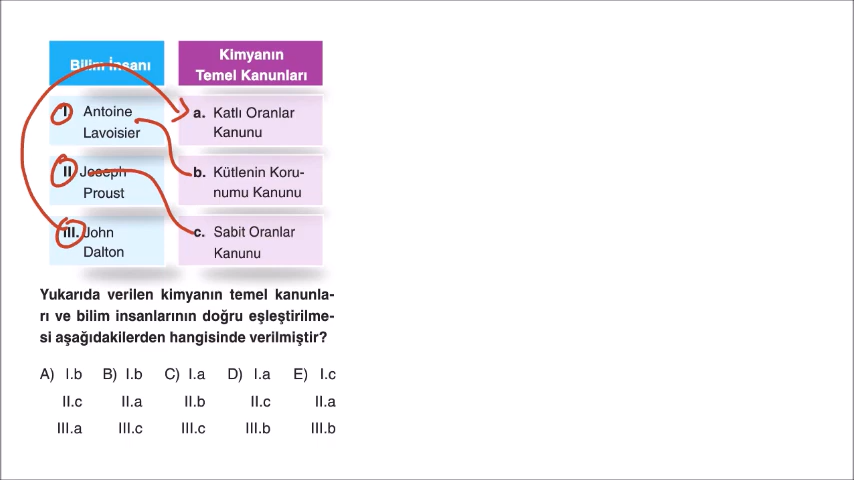 Bilim İnsanı
Kimyanın
Temel Kanunları
I. Antoine
Lavoisier
a. Katlı Oranlar
Kanunu
II. Joseph
Proust
b. Kütlenin Koru-
numu Kanunu
III. John
Dalton
c. Sabit Oranlar
Kanunu
Yukarıda verilen kimyanın temel kanunla-
rı ve bilim insanlarının doğru eşleştirilme-
si aşağıdakilerden hangisinde verilmiştir?
A) I.b B) I.b C) I.a D) I.a E) I.c
II.c II.a II.b II.c II.a
III.a III.c III.c III.b III.b